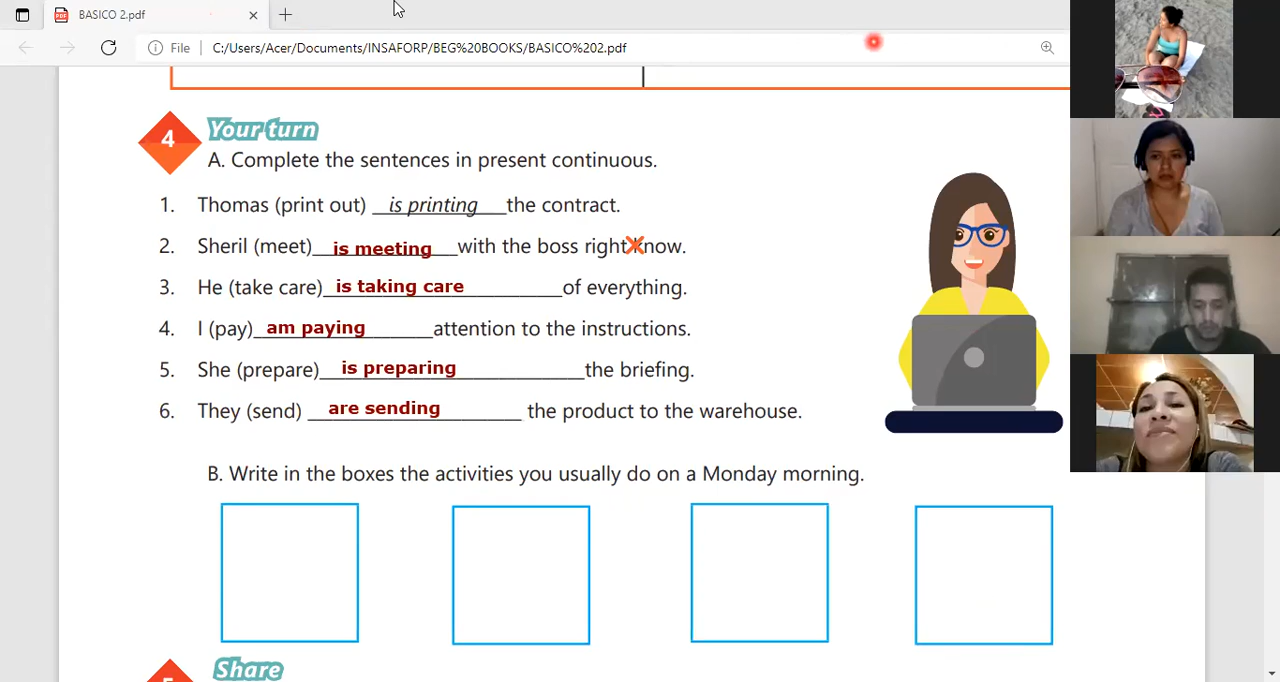 BASICO 2.pdf
File
C:/Users/Acer/Documents/INSAFORP/BEG%20BOOKS/BASICO%202.pdf
4 Your turn
A. Complete the sentences in present continuous.
1. Thomas (print out) is printing the contract.
2. Sheril (meet) is meeting with the boss right know.
3. He (take care) is taking care of everything.
4. I (pay) am paying attention to the instructions.
5. She (prepare) is preparing the briefing.
6. They (send) are sending the product to the warehouse.
B. Write in the boxes the activities you usually do on a Monday morning.
Share